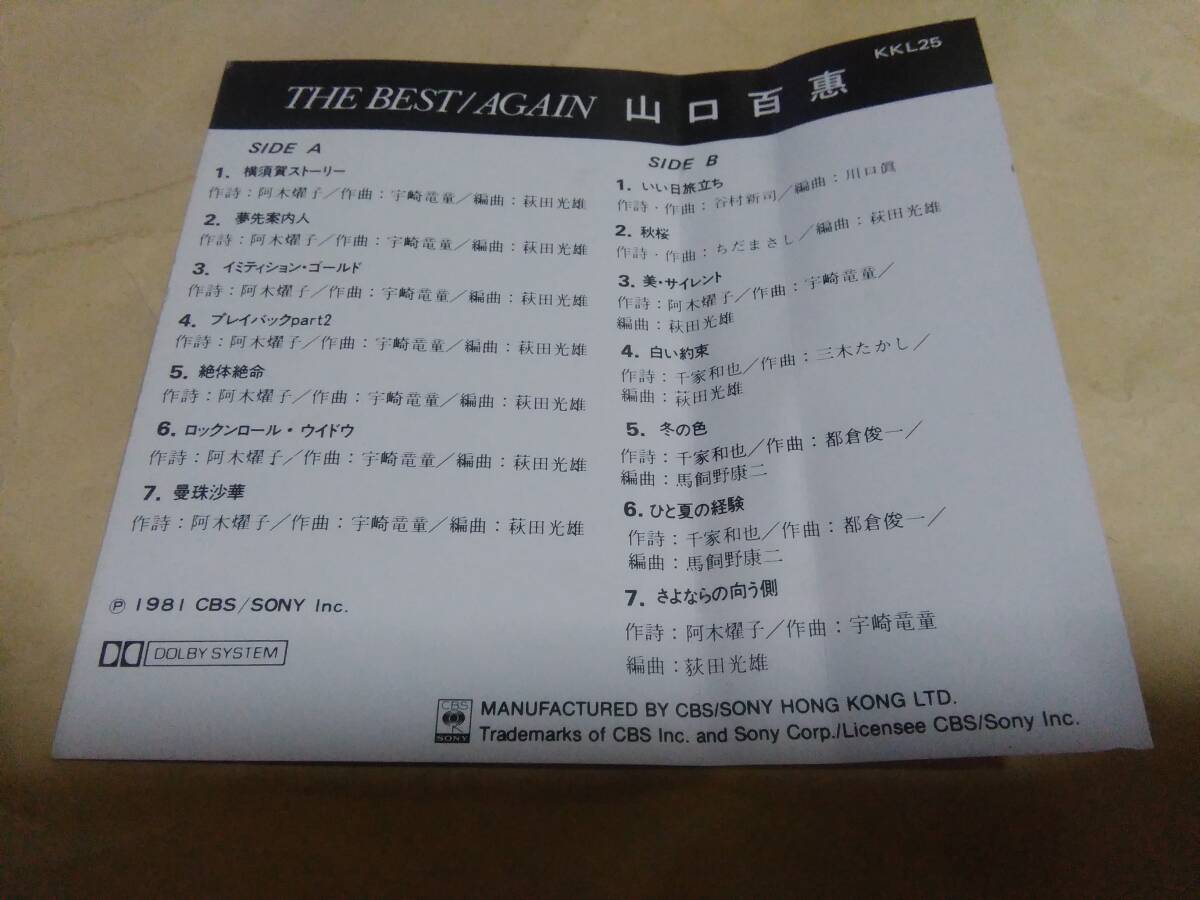 KKL25
THE BEST/AGAIN 山口百惠
SIDE A
1. 横須賀ストーリー
作詩：阿木燿子／作曲：宇崎竜童／編曲：萩田光雄
2. 夢先案内人
作詩：阿木燿子／作曲：宇崎竜童／編曲：萩田光雄
3. イミティション・ゴールド
作詩：阿木燿子／作曲：宇崎竜童／編曲：萩田光雄
4. プレイバックpart2
作詩：阿木燿子／作曲：宇崎竜童／編曲：萩田光雄
5. 絶体絶命
作詩：阿木燿子／作曲：宇崎竜童／編曲：萩田光雄
6. ロックンロール・ウイドウ
作詩：阿木燿子／作曲：宇崎竜童／編曲：萩田光雄
7. 曼珠沙華
作詩：阿木燿子／作曲：宇崎竜童／編曲：萩田光雄
Ⓟ 1981 CBS/SONY Inc.
DOLBY SYSTEM
SIDE B
1. いい日旅立ち
作詩・作曲：谷村新司／編曲：川口眞
2. 秋桜
作詩・作曲：ちだまさし／編曲：萩田光雄
3. 美・サイレント
作詩：阿木燿子／作曲：宇崎竜童／
編曲：萩田光雄
4. 白い約束
作詩：千家和也／作曲：三木たかし／
編曲：萩田光雄
5. 冬の色
作詩：千家和也／作曲：都倉俊一／
編曲：馬飼野康二
6. ひと夏の経験
作詩：千家和也／作曲：都倉俊一／
編曲：馬飼野康二
7. さよならの向う側
作詩：阿木燿子／作曲：宇崎竜童
編曲：荻田光雄
CBS
SONY
MANUFACTURED BY CBS/SONY HONG KONG LTD.
Trademarks of CBS Inc. and Sony Corp./Licensee CBS/Sony Inc.